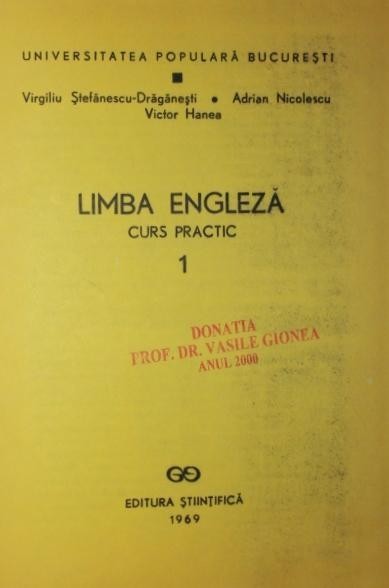 UNIVERSITATEA POPULARĂ BUCUREȘTI
Virgiliu Ștefănescu-Drăgănești • Adrian Nicolescu
Victor Hanea
LIMBA ENGLEZĂ
CURS PRACTIC
1
DONATIA
PROF. DR. VASILE GIONEA
ANUL 2000
EDITURA ȘTIINȚIFICĂ
1969